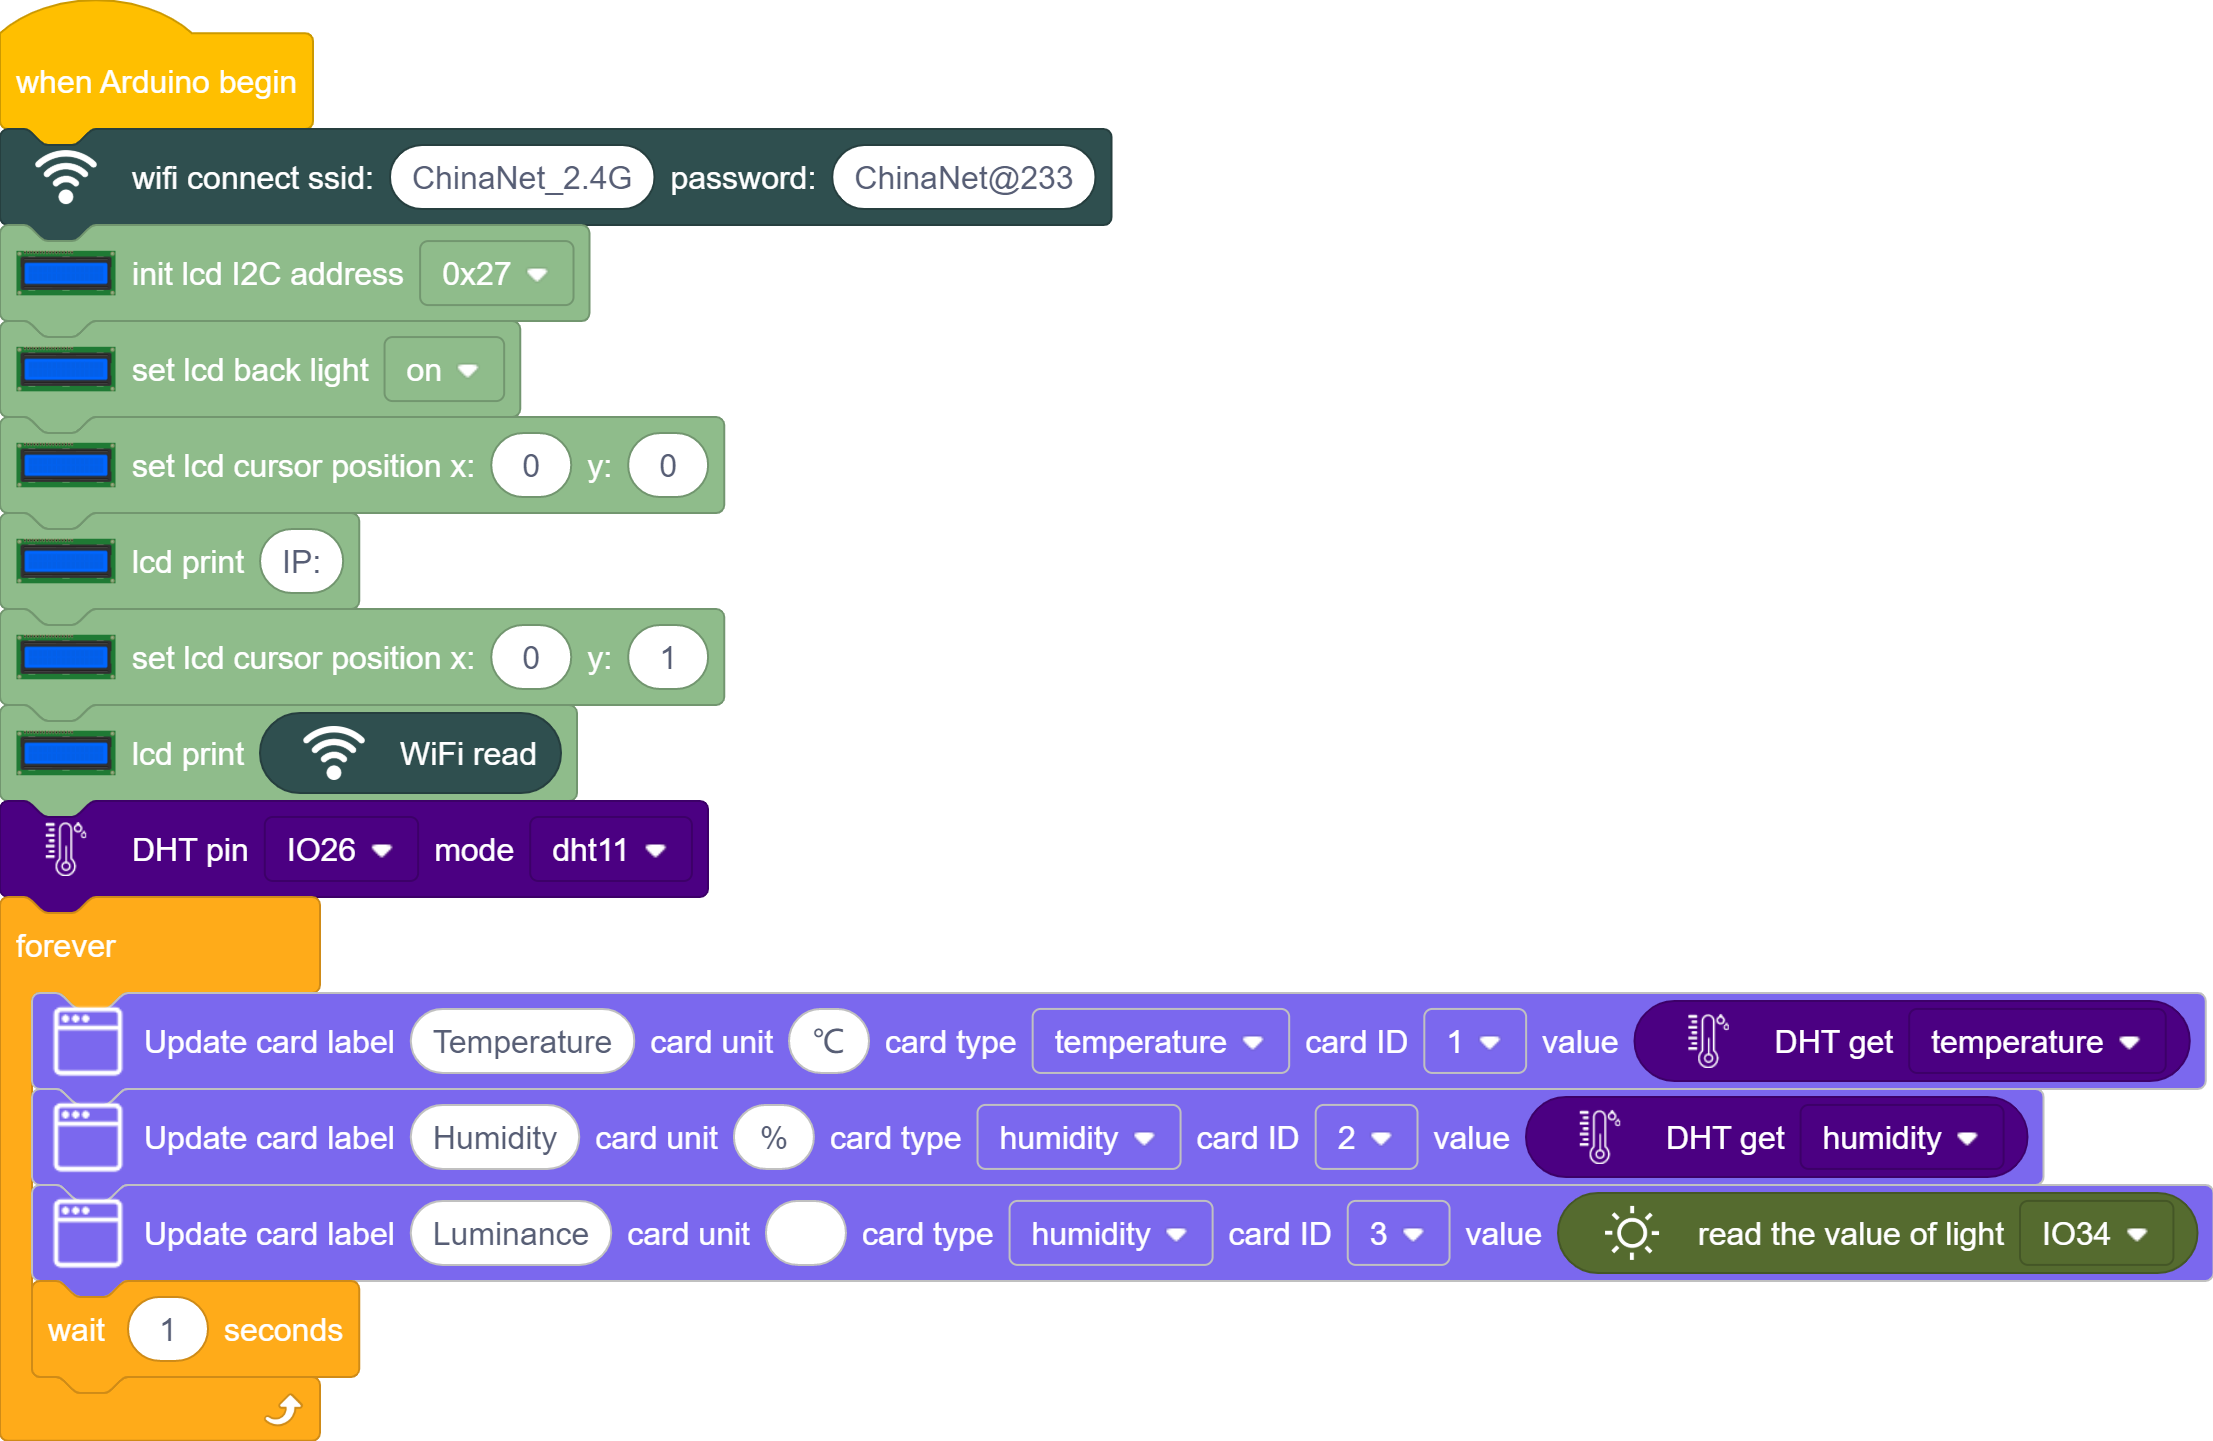 when Arduino begin
wifi connect ssid: ChinaNet_2.4G password: ChinaNet@233
init lcd I2C address 0x27
set lcd back light on
set lcd cursor position x: 0 y: 0
lcd print IP:
set lcd cursor position x: 0 y: 1
lcd print WiFi read
DHT pin IO26 mode dht11
forever
Update card label Temperature card unit ℃ card type temperature card ID 1 value DHT get temperature
Update card label Humidity card unit % card type humidity card ID 2 value DHT get humidity
Update card label Luminance card unit card type humidity card ID 3 value read the value of light IO34
wait 1 seconds